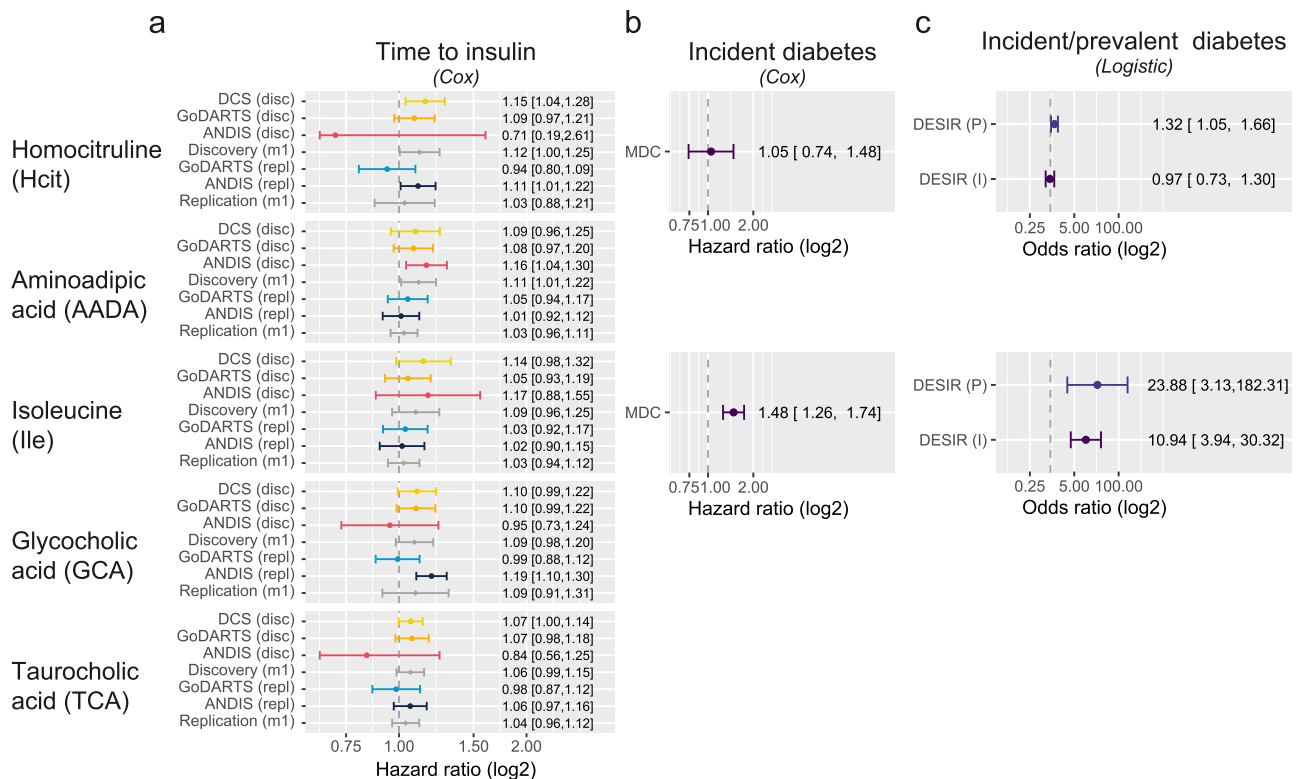 a
Time to insulin
(Cox)
Homocitruline
(Hcit)
DCS (disc) 1.15 [1.04,1.28]
GoDARTS (disc) 1.09 [0.97,1.21]
ANDIS (disc) 0.71 [0.19,2.61]
Discovery (m1) 1.12 [1.00,1.25]
GoDARTS (repl) 0.94 [0.80,1.09]
ANDIS (repl) 1.11 [1.01,1.22]
Replication (m1) 1.03 [0.88,1.21]
Aminoadipic
acid (AADA)
DCS (disc) 1.09 [0.96,1.25]
GoDARTS (disc) 1.08 [0.97,1.20]
ANDIS (disc) 1.16 [1.04,1.30]
Discovery (m1) 1.11 [1.01,1.22]
GoDARTS (repl) 1.05 [0.94,1.17]
ANDIS (repl) 1.01 [0.92,1.12]
Replication (m1) 1.03 [0.96,1.11]
Isoleucine
(Ile)
DCS (disc) 1.14 [0.98,1.32]
GoDARTS (disc) 1.05 [0.93,1.19]
ANDIS (disc) 1.17 [0.88,1.55]
Discovery (m1) 1.09 [0.96,1.25]
GoDARTS (repl) 1.03 [0.92,1.17]
ANDIS (repl) 1.02 [0.90,1.15]
Replication (m1) 1.03 [0.94,1.12]
Glycocholic
acid (GCA)
DCS (disc) 1.10 [0.99,1.22]
GoDARTS (disc) 1.10 [0.99,1.22]
ANDIS (disc) 0.95 [0.73,1.24]
Discovery (m1) 1.09 [0.98,1.20]
GoDARTS (repl) 0.99 [0.88,1.12]
ANDIS (repl) 1.19 [1.10,1.30]
Replication (m1) 1.09 [0.91,1.31]
Taurocholic
acid (TCA)
DCS (disc) 1.07 [1.00,1.14]
GoDARTS (disc) 1.07 [0.98,1.18]
ANDIS (disc) 0.84 [0.56,1.25]
Discovery (m1) 1.06 [0.99,1.15]
GoDARTS (repl) 0.98 [0.87,1.12]
ANDIS (repl) 1.06 [0.97,1.16]
Replication (m1) 1.04 [0.96,1.12]
0.75 1.00 1.50 2.00
Hazard ratio (log2)
b
Incident diabetes
(Cox)
MDC 1.05 [ 0.74, 1.48]
0.75 1.00 2.00
Hazard ratio (log2)
MDC 1.48 [ 1.26, 1.74]
0.75 1.00 2.00
Hazard ratio (log2)
c
Incident/prevalent diabetes
(Logistic)
DESIR (P) 1.32 [ 1.05, 1.66]
DESIR (I) 0.97 [ 0.73, 1.30]
0.25 5.00 100.00
Odds ratio (log2)
DESIR (P) 23.88 [ 3.13,182.31]
DESIR (I) 10.94 [ 3.94, 30.32]
0.25 5.00 100.00
Odds ratio (log2)